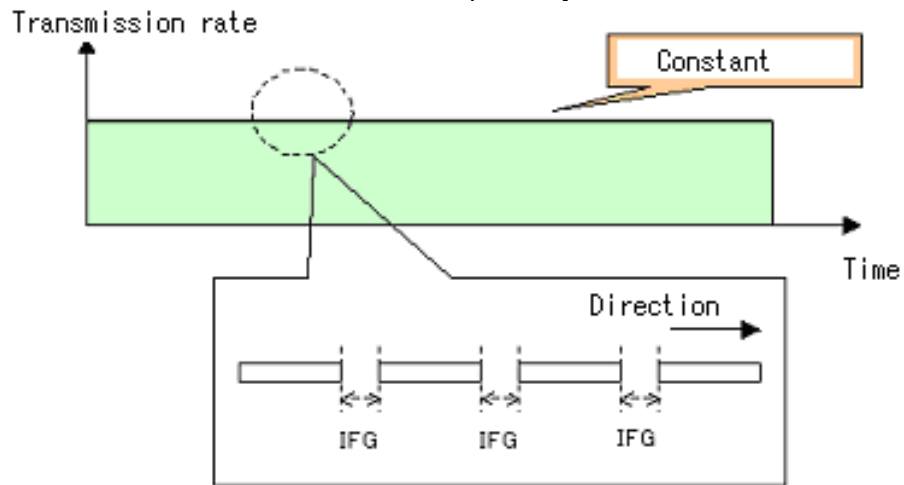 Transmission rate
Constant
Time
Direction
IFG IFG IFG